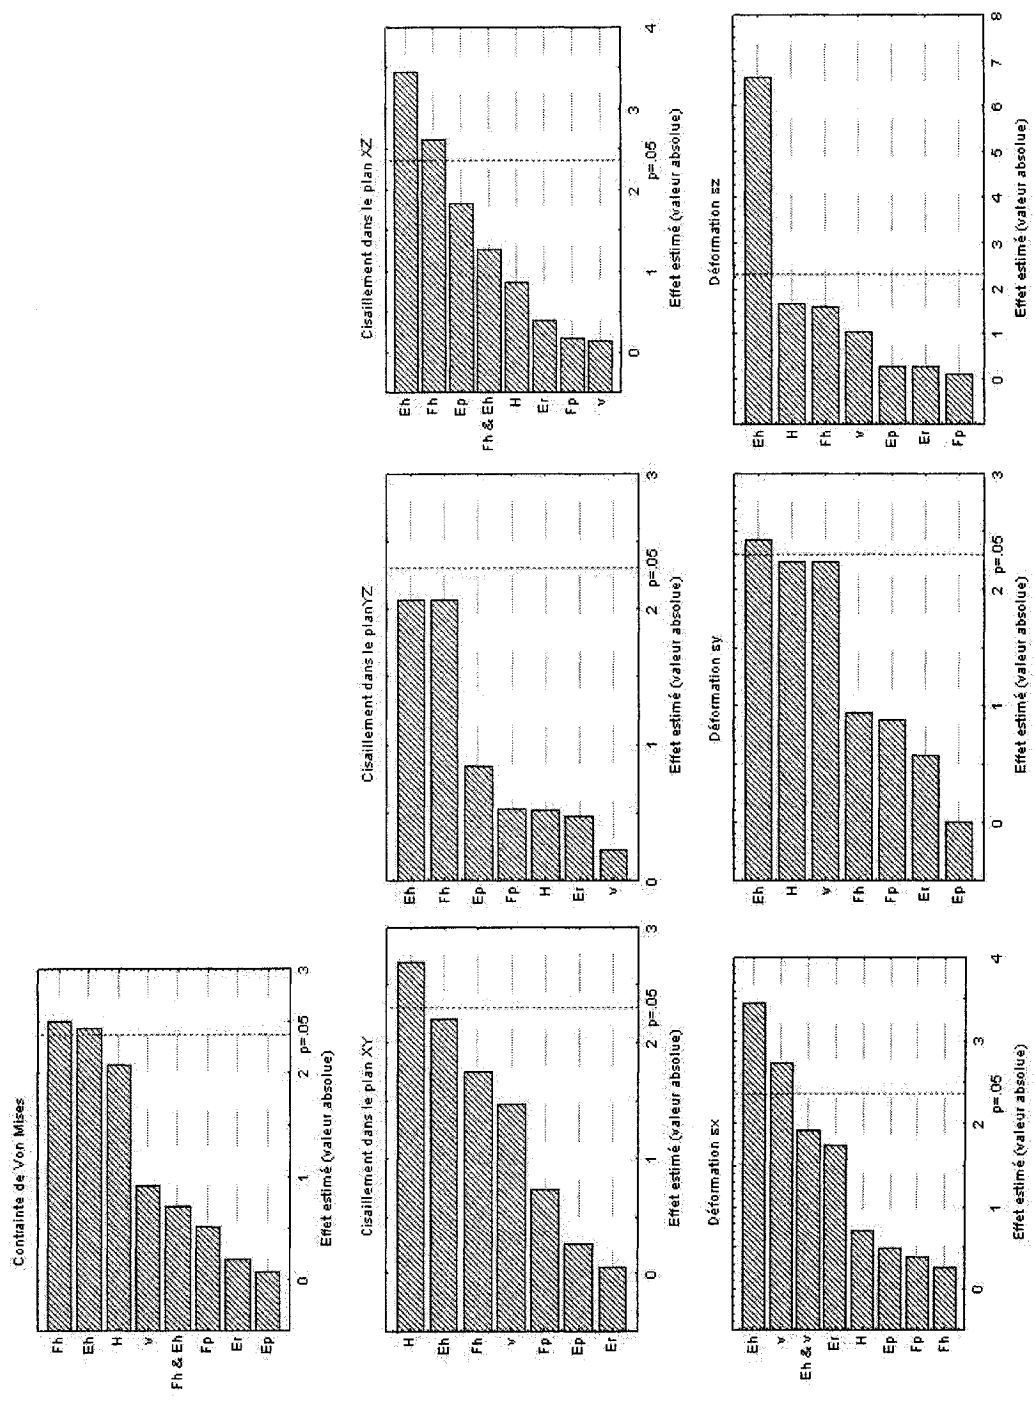 Contrainte de Von Mises
Fh
Eh
H
v
Fh & Eh
Fp
Er
Ep
0
1
2
p=.05
3
Effet estimé (valeur absolue)
Cisaillement dans le plan XY
H
Eh
Fh
v
Fp
Ep
Er
0
1
2
p=.05
3
Effet estimé (valeur absolue)
Cisaillement dans le planYZ
Eh
Fh
Ep
Fp
H
Er
v
0
1
2
p=.05
3
Effet estimé (valeur absolue)
Cisaillement dans le plan XZ
Eh
Fh
Ep
Fh & Eh
H
Er
Fp
v
0
1
2
p=.05
3
4
Effet estimé (valeur absolue)
Déformation εx
Eh
v
Eh & v
Er
H
Ep
Fp
Fh
0
1
2
p=.05
3
4
Effet estimé (valeur absolue)
Déformation εy
Eh
H
v
Fh
Fp
Er
Ep
0
1
2
p=.05
3
Effet estimé (valeur absolue)
Déformation εz
Eh
H
Fh
v
Ep
Er
Fp
0
1
2
3
4
5
6
7
8
Effet estimé (valeur absolue)